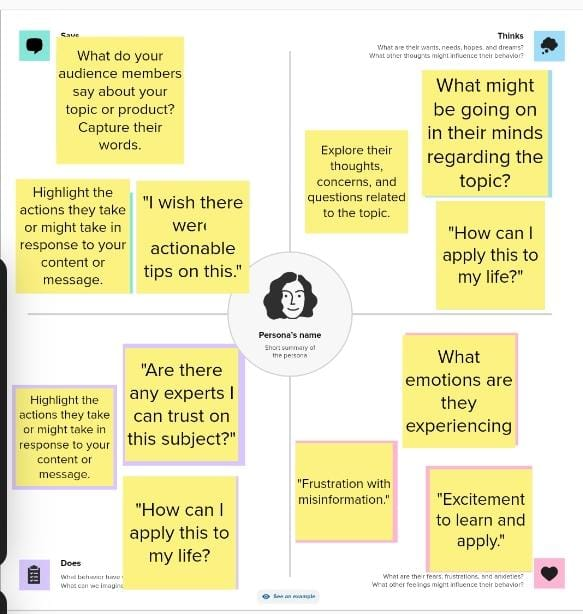 Says
What do your
audience members
say about your
topic or product?
Capture their
words.
Highlight the
actions they take
or might take in
response to your
content or
message.
"I wish there
were
actionable
tips on this."
Thinks
What are their wants, needs, hopes, and dreams?
What other thoughts might influence their behavior?
What might
be going on
in their minds
regarding the
topic?
Explore their
thoughts,
concerns, and
questions related
to the topic.
"How can I
apply this to
my life?"
Persona's name
Short summary of
the persona
"Are there
any experts I
can trust on
this subject?"
Highlight the
actions they take
or might take in
response to your
content or
message.
"How can I
apply this to
my life?
Does
What behavior have
What can we imagine
What
emotions are
they
experiencing
"Frustration with
misinformation."
"Excitement
to learn and
apply."
What are their fears, frustrations, and anxieties?
What other feelings might influence their behavior?
See an example